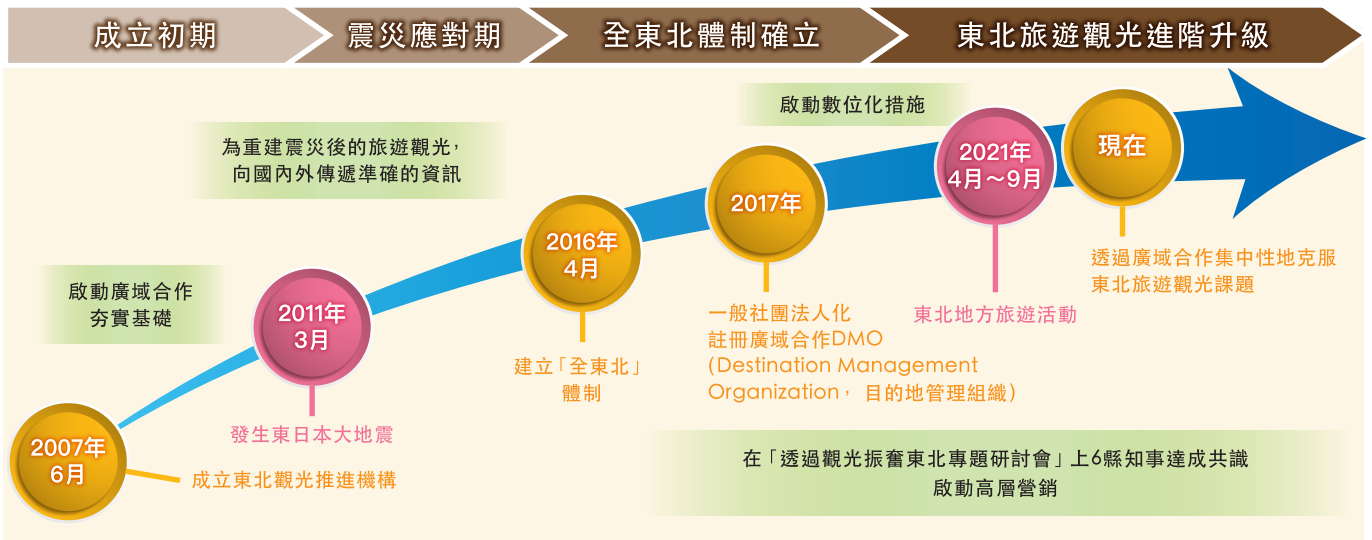 成立初期
震災應對期
全東北體制確立
東北旅遊觀光進階升級
啟動數位化措施
為重建震災後的旅遊觀光，
向國內外傳遞準確的資訊
啟動廣域合作
夯實基礎
2007年
6月
成立東北觀光推進機構
2011年
3月
發生東日本大地震
2016年
4月
建立「全東北」
體制
2017年
一般社團法人化
註冊廣域合作DMO
(Destination Management
Organization， 目的地管理組織)
2021年
4月～9月
東北地方旅遊活動
現在
透過廣域合作集中性地克服
東北旅遊觀光課題
在「透過觀光振奮東北專題研討會」上6縣知事達成共識
啟動高層營銷